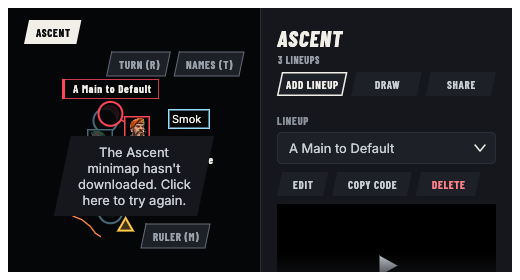 ASCENT
TURN (R)
NAMES (T)
A Main to Default
Smok
The Ascent
minimap hasn't
downloaded. Click
here to try again.
RULER (M)
ASCENT
3 LINEUPS
ADD LINEUP
DRAW
SHARE
LINEUP
A Main to Default
EDIT
COPY CODE
DELETE